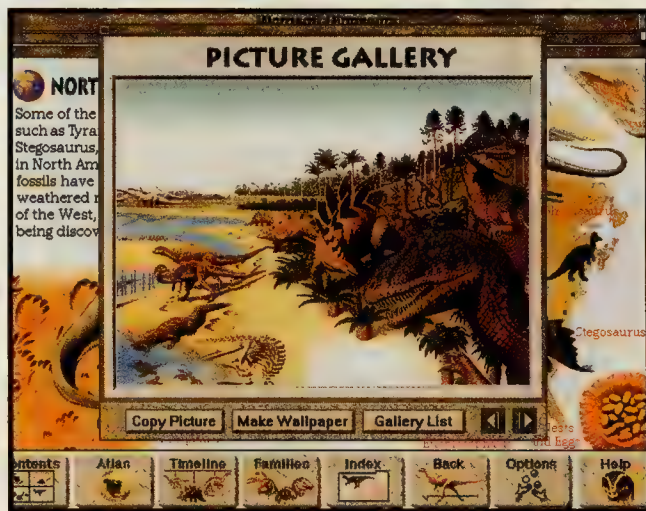 PICTURE GALLERY
NORT
Some of the
such as Tyra
Stegosaurus,
in North Am
fossils have
weathered r
of the West,
being discov
Stegosaurus
Copy Picture
Make Wallpaper
Gallery List
ontents
Atlas
Timeline
Families
Index
Back
Options
Help